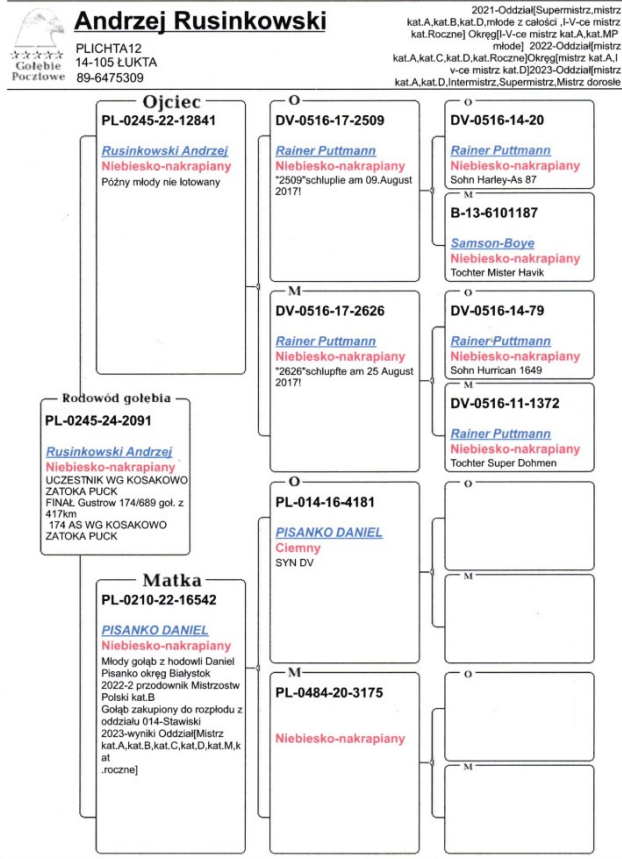 Gołębie
Pocztowe
Andrzej Rusinkowski
PLICHTA12
14-105 ŁUKTA
89-6475309
2021-Oddział[Supermistrz,mistrz
kat.A,kat.B,kat.D,młode z całości ,I-V-ce mistrz
kat.Roczne] Okręg[I-V-ce mistrz kat.A,kat.MP
młode] 2022-Oddział[mistrz
kat.A,kat.C,kat.D,kat.Roczne]Okręg[mistrz kat.A,I
v-ce mistrz kat.D]2023-Oddział[mistrz
kat.A,kat.D,Intermistrz,Supermistrz,Mistrz dorosłe
Ojciec
PL-0245-22-12841
Rusinkowski Andrzej
Niebiesko-nakrapiany
Późny młody nie lotowany
O
DV-0516-17-2509
Rainer Puttmann
Niebiesko-nakrapiany
"2509"schluplie am 09.August
2017!
O
DV-0516-14-20
Rainer Puttmann
Niebiesko-nakrapiany
Sohn Harley-As 87
M
B-13-6101187
Samson-Boye
Niebiesko-nakrapiany
Tochter Mister Havik
M
DV-0516-17-2626
Rainer Puttmann
Niebiesko-nakrapiany
"2626"schlupfte am 25 August
2017!
O
DV-0516-14-79
Rainer Puttmann
Niebiesko-nakrapiany
Sohn Hurrican 1649
M
DV-0516-11-1372
Rainer Puttmann
Niebiesko-nakrapiany
Tochter Super Dohmen
Rodowód gołębia
PL-0245-24-2091
Rusinkowski Andrzej
Niebiesko-nakrapiany
UCZESTNIK WG KOSAKOWO
ZATOKA PUCK
FINAŁ Gustrow 174/689 goł. z
417km
174 AS WG KOSAKOWO
ZATOKA PUCK
Matka
PL-0210-22-16542
PISANKO DANIEL
Niebiesko-nakrapiany
Młody gołąb z hodowli Daniel
Pisanko okręg Białystok
2022-2 przodownik Mistrzostw
Polski kat.B
Gołąb zakupiony do rozpłodu z
oddziału 014-Stawiski
2023-wyniki Oddział[Mistrz
kat.A,kat.B,kat.C,kat,D,kat.M,k
at
.roczne]
O
PL-014-16-4181
PISANKO DANIEL
Ciemny
SYN DV
O
M
M
PL-0484-20-3175
Niebiesko-nakrapiany
O
M